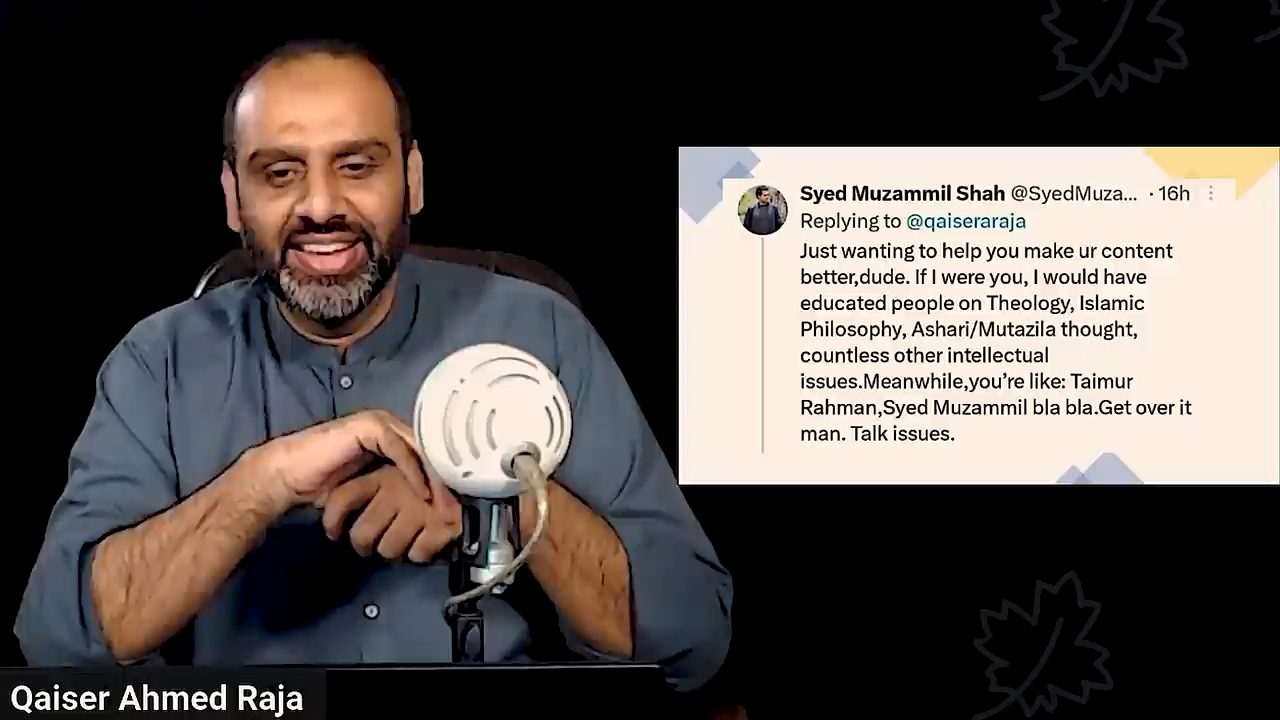 Syed Muzammil Shah @SyedMuza... · 16h
Replying to @qaiseraraja
Just wanting to help you make ur content
better,dude. If I were you, I would have
educated people on Theology, Islamic
Philosophy, Ashari/Mutazila thought,
countless other intellectual
issues.Meanwhile,you’re like: Taimur
Rahman,Syed Muzammil bla bla.Get over it
man. Talk issues.
Qaiser Ahmed Raja